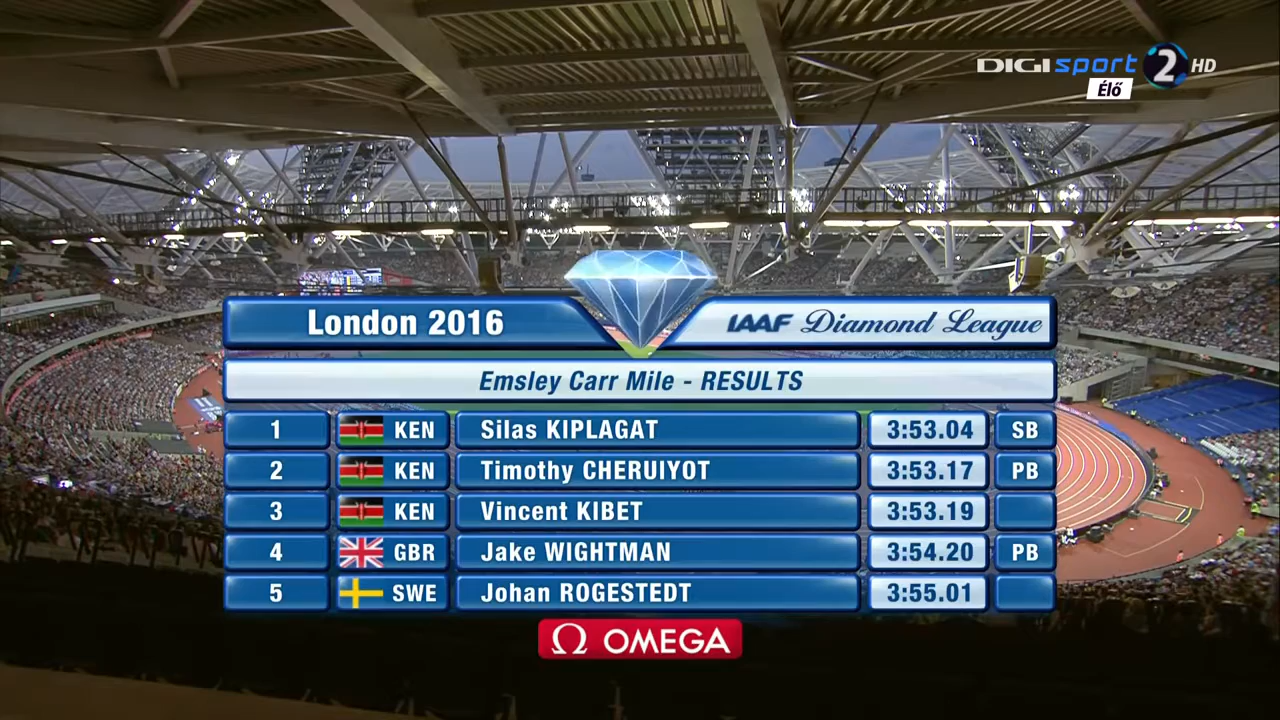 DIGI sport 2 HD
Élő
London 2016
IAAF Diamond League
Emsley Carr Mile - RESULTS
1 KEN Silas KIPLAGAT 3:53.04 SB
2 KEN Timothy CHERUIYOT 3:53.17 PB
3 KEN Vincent KIBET 3:53.19
4 GBR Jake WIGHTMAN 3:54.20 PB
5 SWE Johan ROGESTEDT 3:55.01
Ω OMEGA